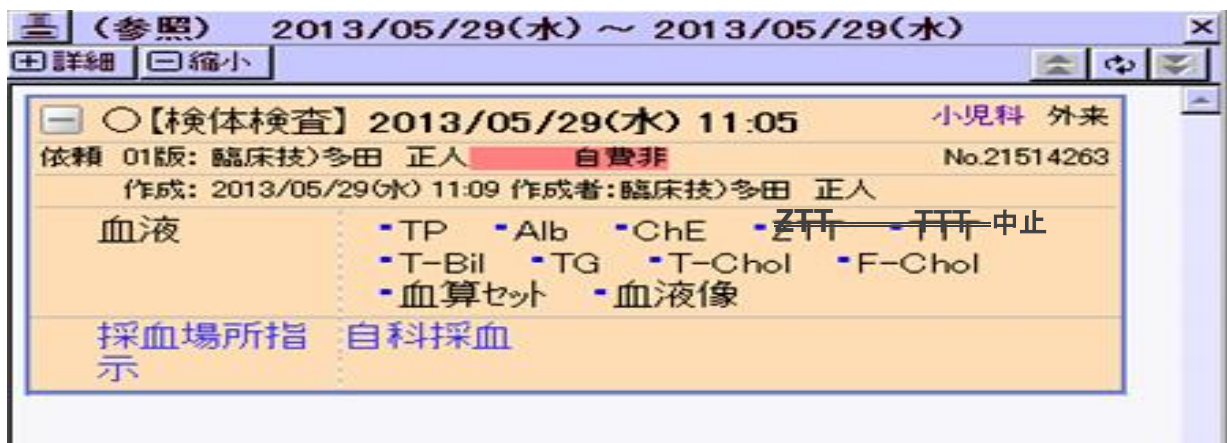 (参照) 2013/05/29(水) ~ 2013/05/29(水)
詳細 縮小
○【検体検査】 2013/05/29(水) 11:05 小児科 外来
依頼 01版: 臨床技)多田 正人 自費非 No.21514263
作成: 2013/05/29(水) 11:09 作成者:臨床技)多田 正人
血液 ・TP ・Alb ・ChE ・ZTT ・TTT 中止
・T-Bil ・TG ・T-Chol ・F-Chol
・血算セット ・血液像
採血場所指 自科採血
示